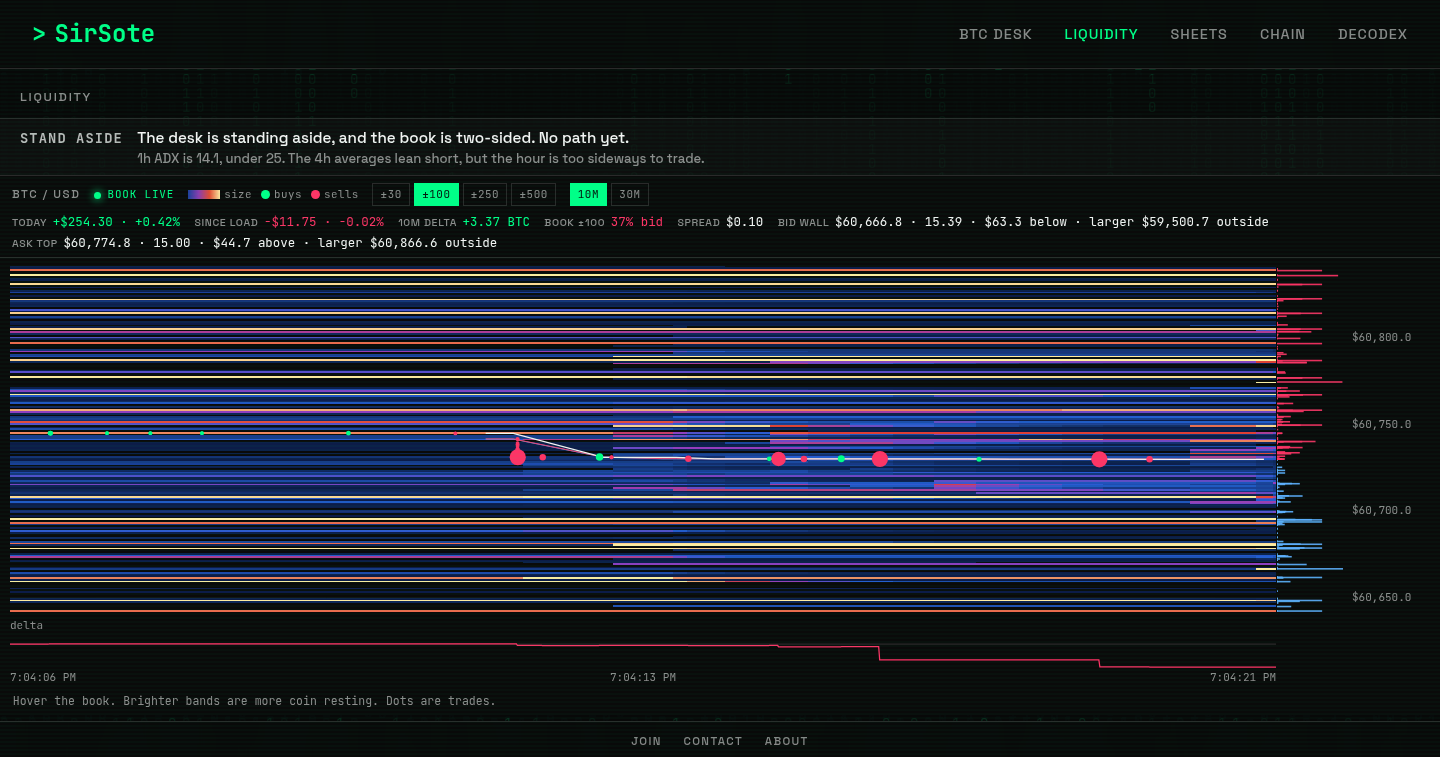 > SirSote
BTC DESK LIQUIDITY SHEETS CHAIN DECODEX
LIQUIDITY
STAND ASIDE The desk is standing aside, and the book is two-sided. No path yet.
1h ADX is 14.1, under 25. The 4h averages lean short, but the hour is too sideways to trade.
BTC / USD BOOK LIVE size buys sells ±30 ±100 ±250 ±500 10M 30M
TODAY +$254.30 · +0.42% SINCE LOAD -$11.75 · -0.02% 10M DELTA +3.37 BTC BOOK ±100 37% bid SPREAD $0.10 BID WALL $60,666.8 · 15.39 · $63.3 below · larger $59,500.7 outside
ASK TOP $60,774.8 · 15.00 · $44.7 above · larger $60,866.6 outside
$60,800.0
$60,750.0
$60,700.0
$60,650.0
delta
7:04:06 PM 7:04:13 PM 7:04:21 PM
Hover the book. Brighter bands are more coin resting. Dots are trades.
JOIN CONTACT ABOUT